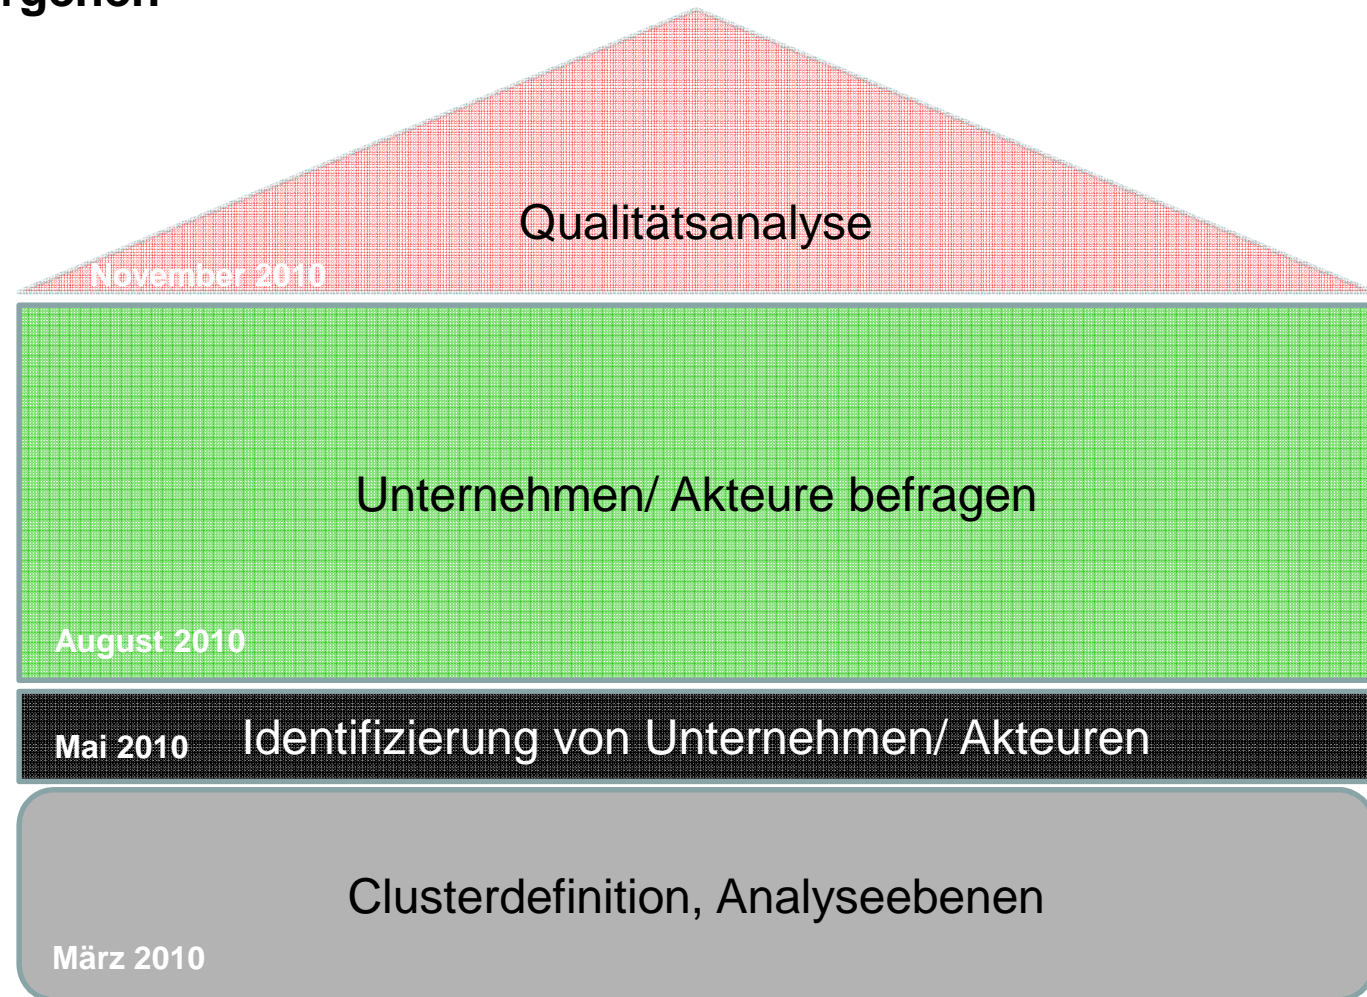 Qualitätsanalyse
November 2010
Unternehmen/ Akteure befragen
August 2010
Mai 2010 Identifizierung von Unternehmen/ Akteuren
Clusterdefinition, Analyseebenen
März 2010